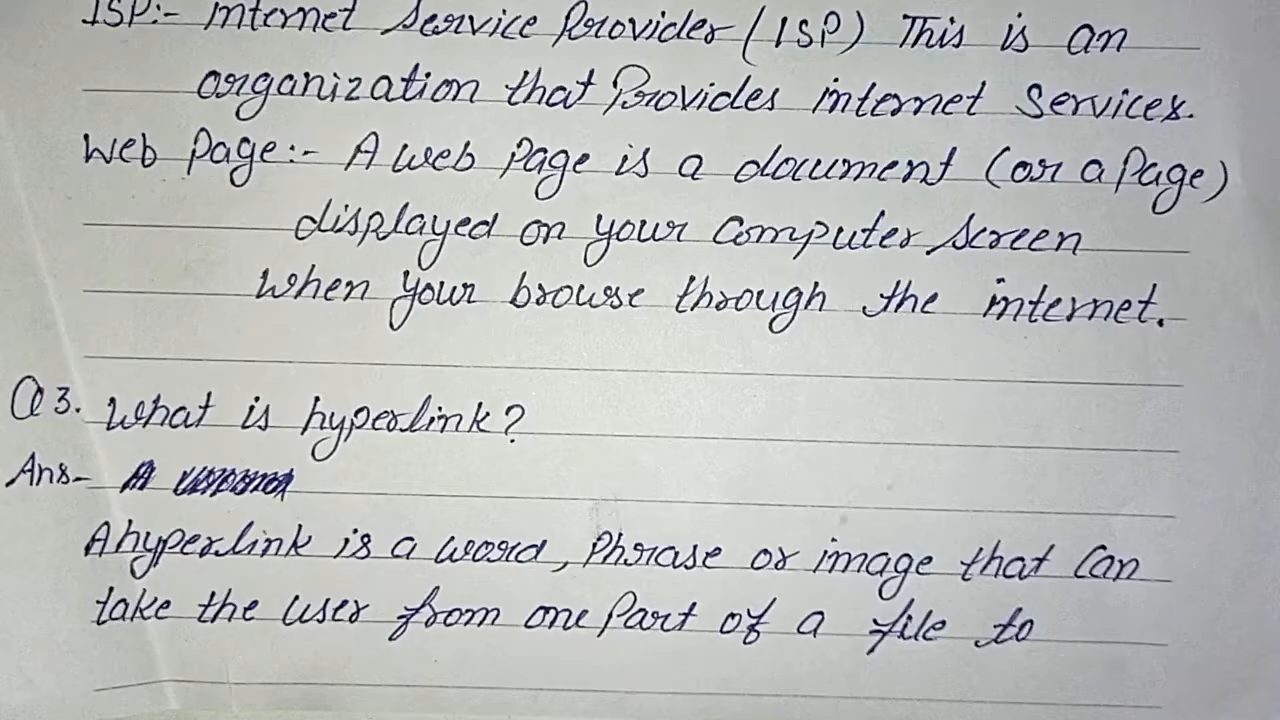 ISP:- Internet Service Provider (ISP) This is an
organization that Provides internet Services.
Web Page:- A web Page is a document (or a Page)
displayed on your Computer Screen
When your browse through the internet.
Q 3. What is hyperlink?
Ans- A
A hyperlink is a word, Phrase or image that Can
take the user from one Part of a file to